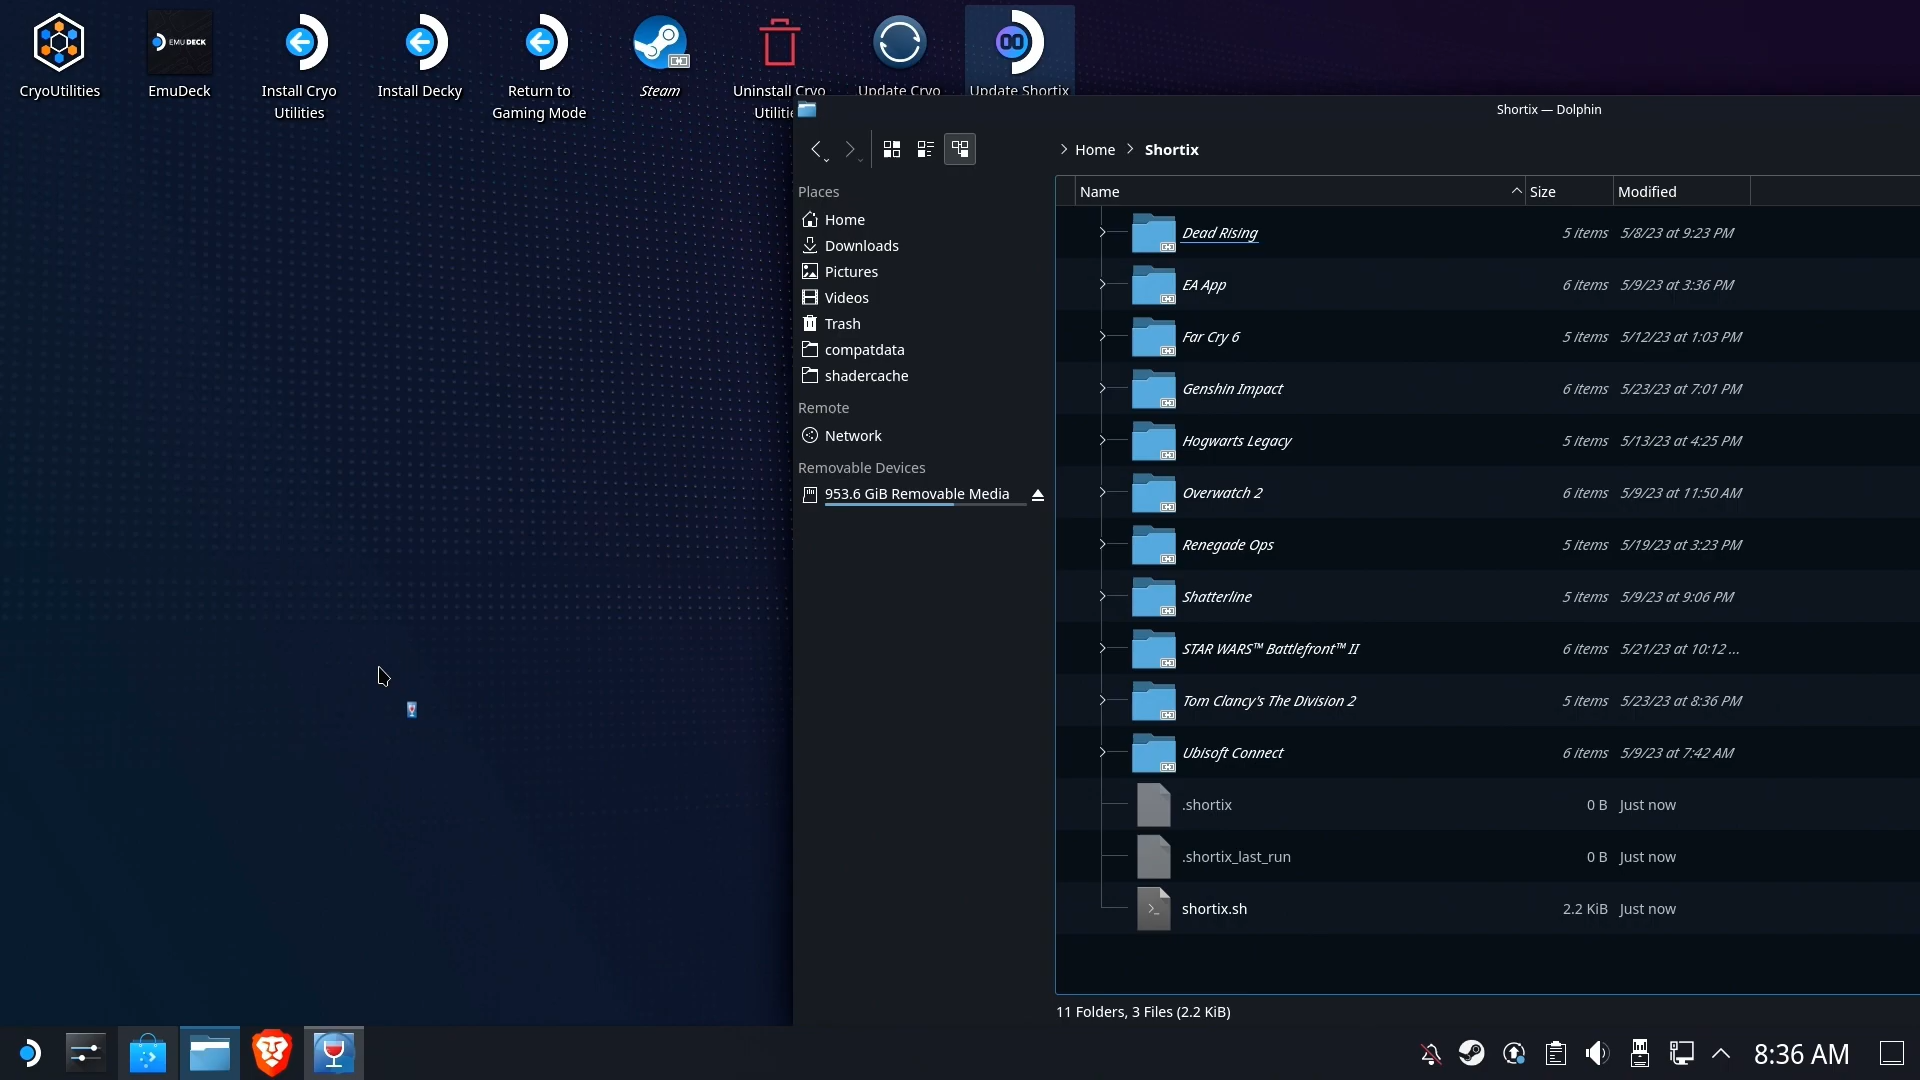 CryoUtilities
EMUDECK
EmuDeck
Install Cryo
Utilities
Install Decky
Return to
Gaming Mode
Steam
Uninstall Cryo
Update Cryo
Update Shortix
Shortix — Dolphin
Home
Shortix
Places
Home
Downloads
Pictures
Videos
Trash
compatdata
shadercache
Remote
Network
Removable Devices
953.6 GiB Removable Media
Name Size Modified
Dead Rising 5 items 5/8/23 at 9:23 PM
EA App 6 items 5/9/23 at 3:36 PM
Far Cry 6 5 items 5/12/23 at 1:03 PM
Genshin Impact 6 items 5/23/23 at 7:01 PM
Hogwarts Legacy 5 items 5/13/23 at 4:25 PM
Overwatch 2 6 items 5/9/23 at 11:50 AM
Renegade Ops 5 items 5/19/23 at 3:23 PM
Shatterline 5 items 5/9/23 at 9:06 PM
STAR WARS™ Battlefront™ II 6 items 5/21/23 at 10:12 ...
Tom Clancy's The Division 2 5 items 5/23/23 at 8:36 PM
Ubisoft Connect 6 items 5/9/23 at 7:42 AM
.shortix 0 B Just now
.shortix_last_run 0 B Just now
shortix.sh 2.2 KiB Just now
11 Folders, 3 Files (2.2 KiB)
8:36 AM